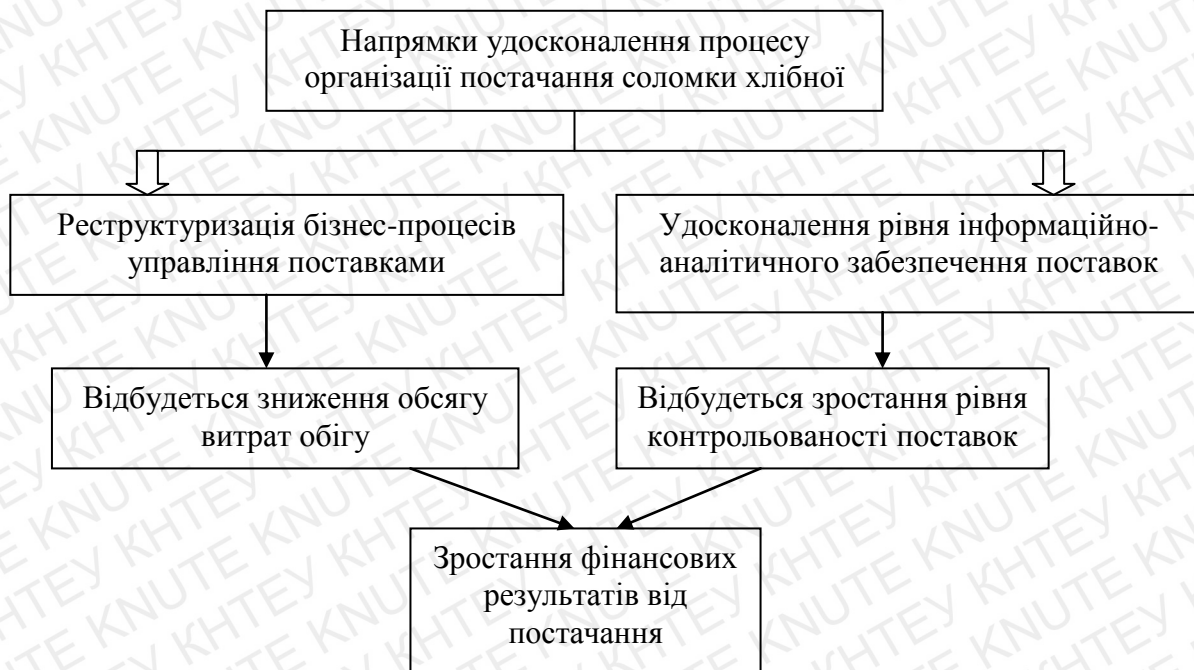 Напрямки удосконалення процесу
організації постачання соломки хлібної
Реструктуризація бізнес-процесів
управління поставками
Удосконалення рівня інформаційно-
аналітичного забезпечення поставок
Відбудеться зниження обсягу
витрат обігу
Відбудеться зростання рівня
контрольованості поставок
Зростання фінансових
результатів від
постачання